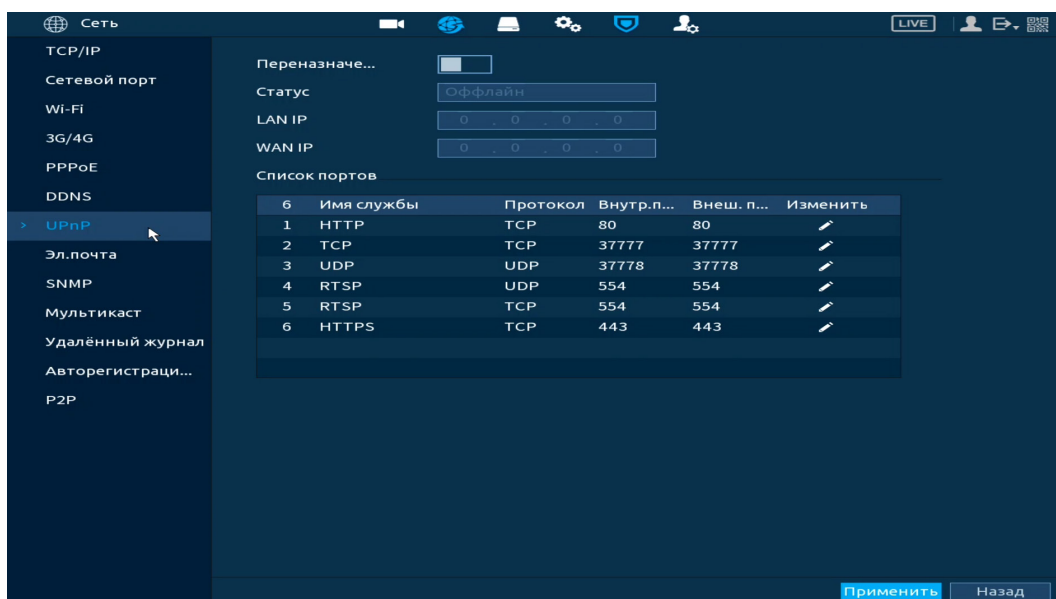 Сеть
LIVE
TCP/IP
Сетевой порт
Wi-Fi
3G/4G
PPPoE
DDNS
> UPnP
Эл.почта
SNMP
Мультикаст
Удалённый журнал
Авторегистраци...
P2P
Переназначе...
Статус Оффлайн
LAN IP 0 . 0 . 0 . 0
WAN IP 0 . 0 . 0 . 0
Список портов
6 Имя службы Протокол Внутр.п... Внеш. п... Изменить
1 HTTP TCP 80 80
2 TCP TCP 37777 37777
3 UDP UDP 37778 37778
4 RTSP UDP 554 554
5 RTSP TCP 554 554
6 HTTPS TCP 443 443
Применить Назад